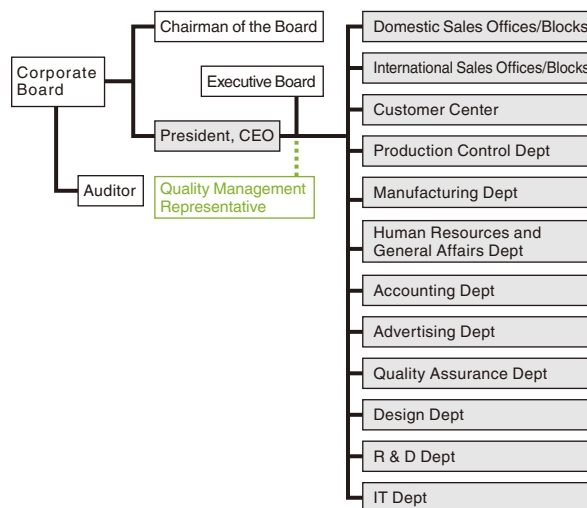 Chairman of the Board
Corporate
Board
Executive Board
President, CEO
Auditor
Quality Management
Representative
Domestic Sales Offices/Blocks
International Sales Offices/Blocks
Customer Center
Production Control Dept
Manufacturing Dept
Human Resources and
General Affairs Dept
Accounting Dept
Advertising Dept
Quality Assurance Dept
Design Dept
R & D Dept
IT Dept